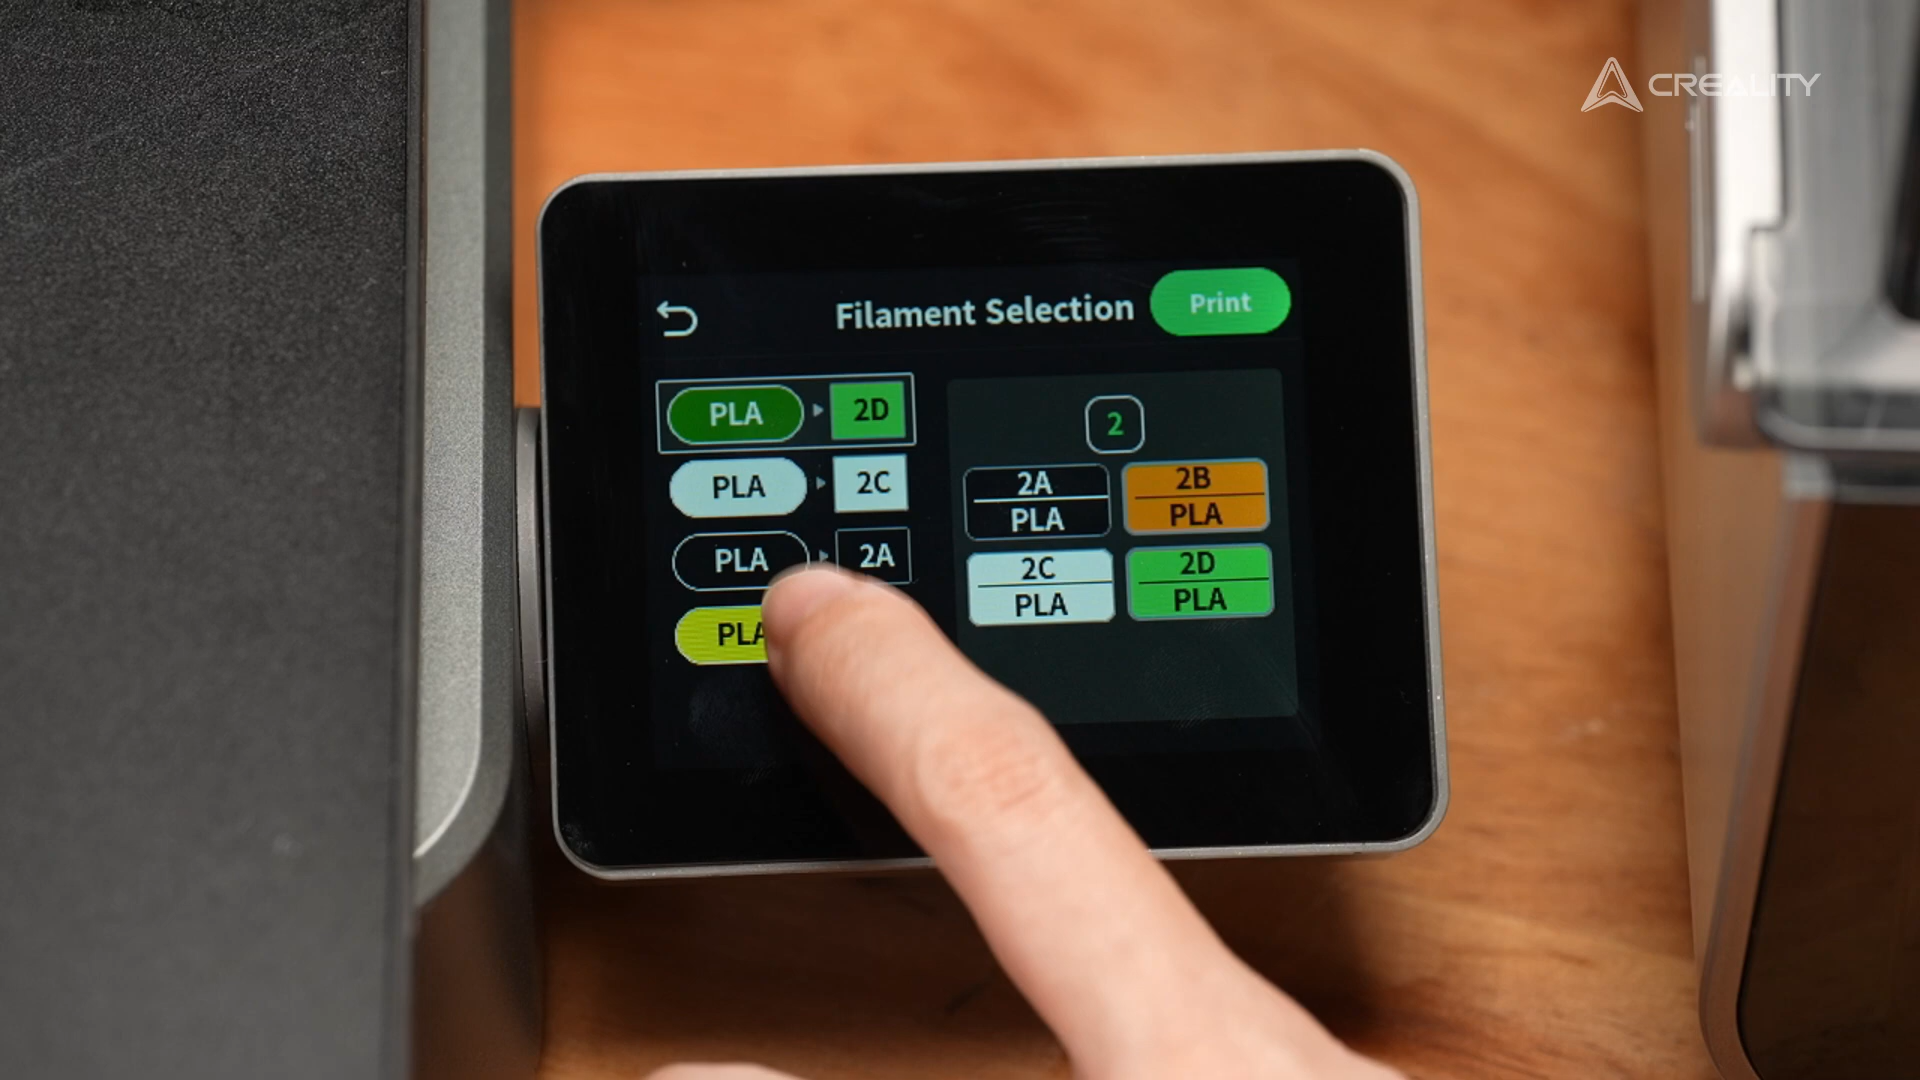 CREALITY
Filament Selection
Print
PLA 2D
PLA 2C
PLA 2A
PLA
2
2A
PLA
2B
PLA
2C
PLA
2D
PLA